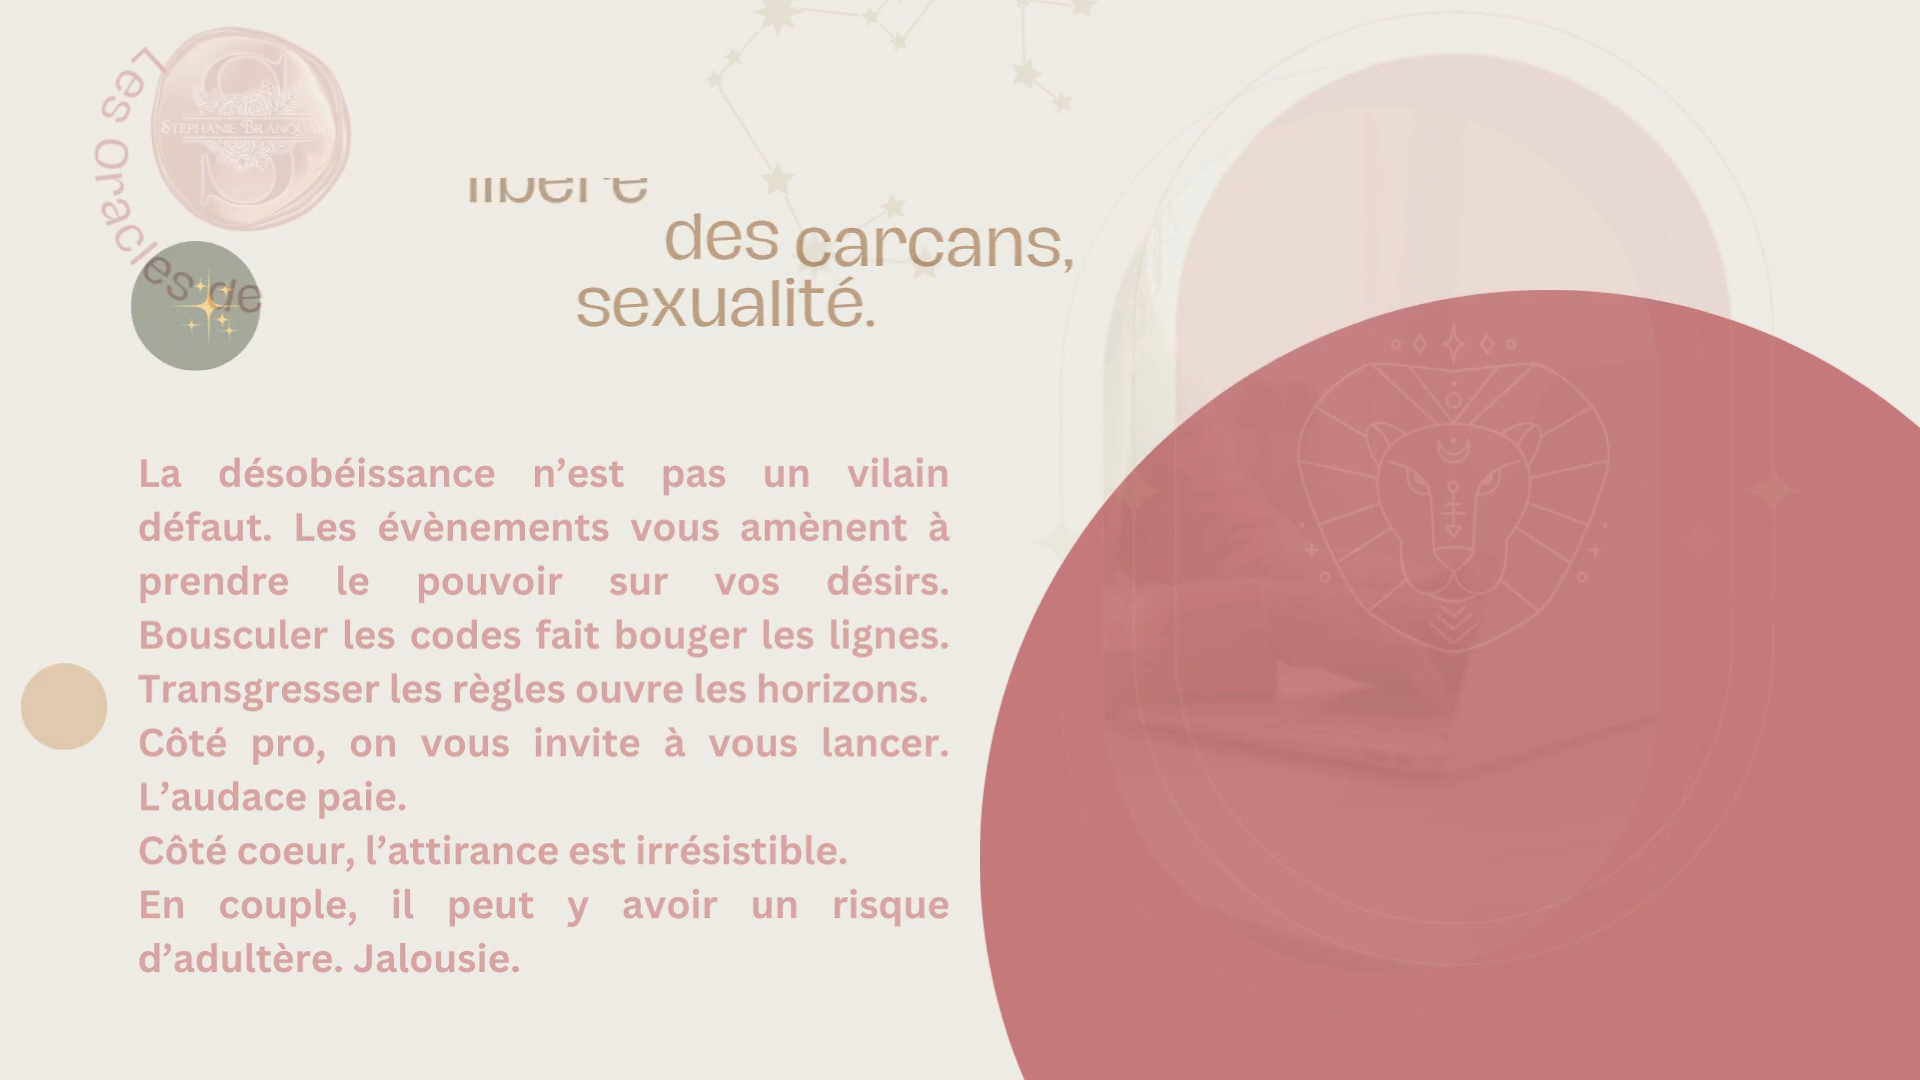 Les Oracles de
STEPHANIE BRANQUART
libère
des carcans,
sexualité.
La désobéissance n’est pas un vilain
défaut. Les évènements vous amènent à
prendre le pouvoir sur vos désirs.
Bousculer les codes fait bouger les lignes.
Transgresser les règles ouvre les horizons.
Côté pro, on vous invite à vous lancer.
L’audace paie.
Côté coeur, l’attirance est irrésistible.
En couple, il peut y avoir un risque
d’adultère. Jalousie.